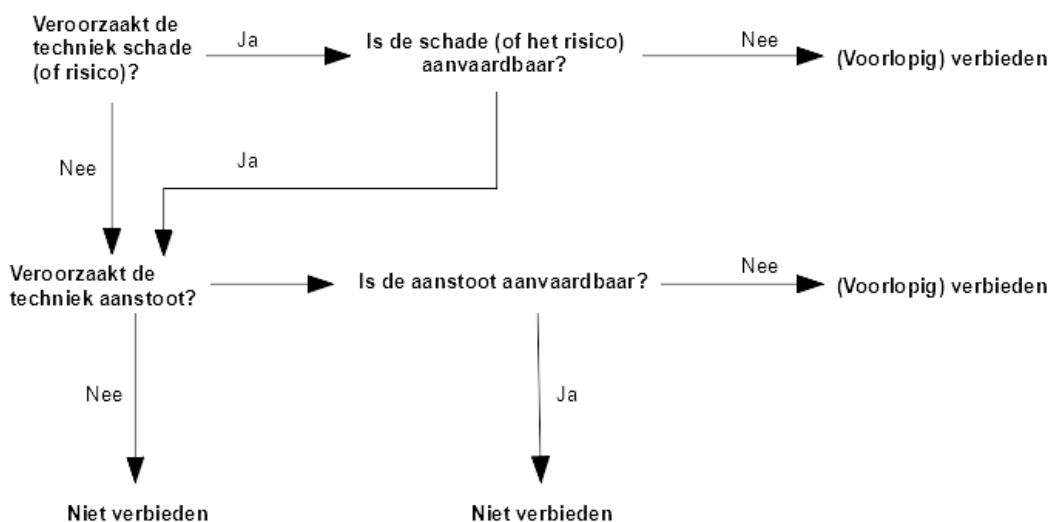 Veroorzaakt de
techniek schade
(of risico)?
Ja
Is de schade (of het risico)
aanvaardbaar?
Nee
(Voorlopig) verbieden
Nee
Ja
Veroorzaakt de
techniek aanstoot?
Is de aanstoot aanvaardbaar?
Nee
(Voorlopig) verbieden
Nee
Ja
Niet verbieden
Niet verbieden